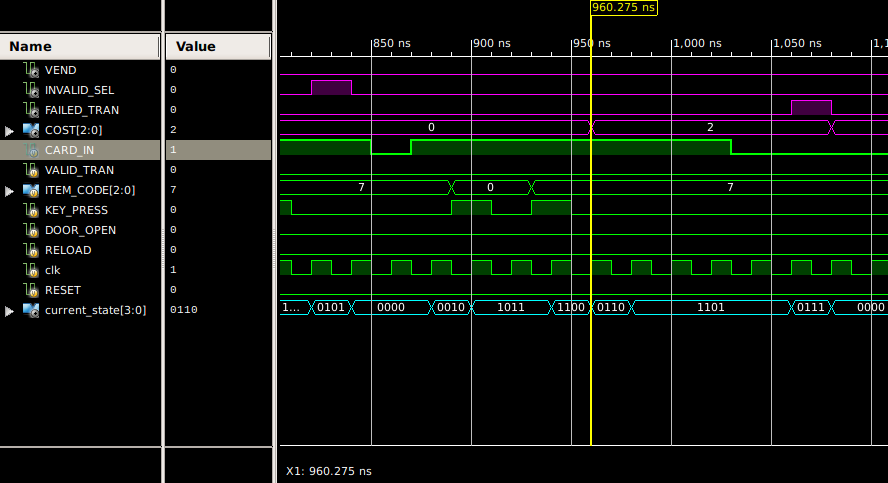 960.275 ns
Name Value
850 ns 900 ns 950 ns 1,000 ns 1,050 ns 1,1
VEND 0
INVALID_SEL 0
FAILED_TRAN 0
COST[2:0] 2 0 2
CARD_IN 1
VALID_TRAN 0
ITEM_CODE[2:0] 7 7 0 7
KEY_PRESS 0
DOOR_OPEN 0
RELOAD 0
clk 1
RESET 0
current_state[3:0] 0110 1... 0101 0000 0010 1011 1100 0110 1101 0111 0000
X1: 960.275 ns